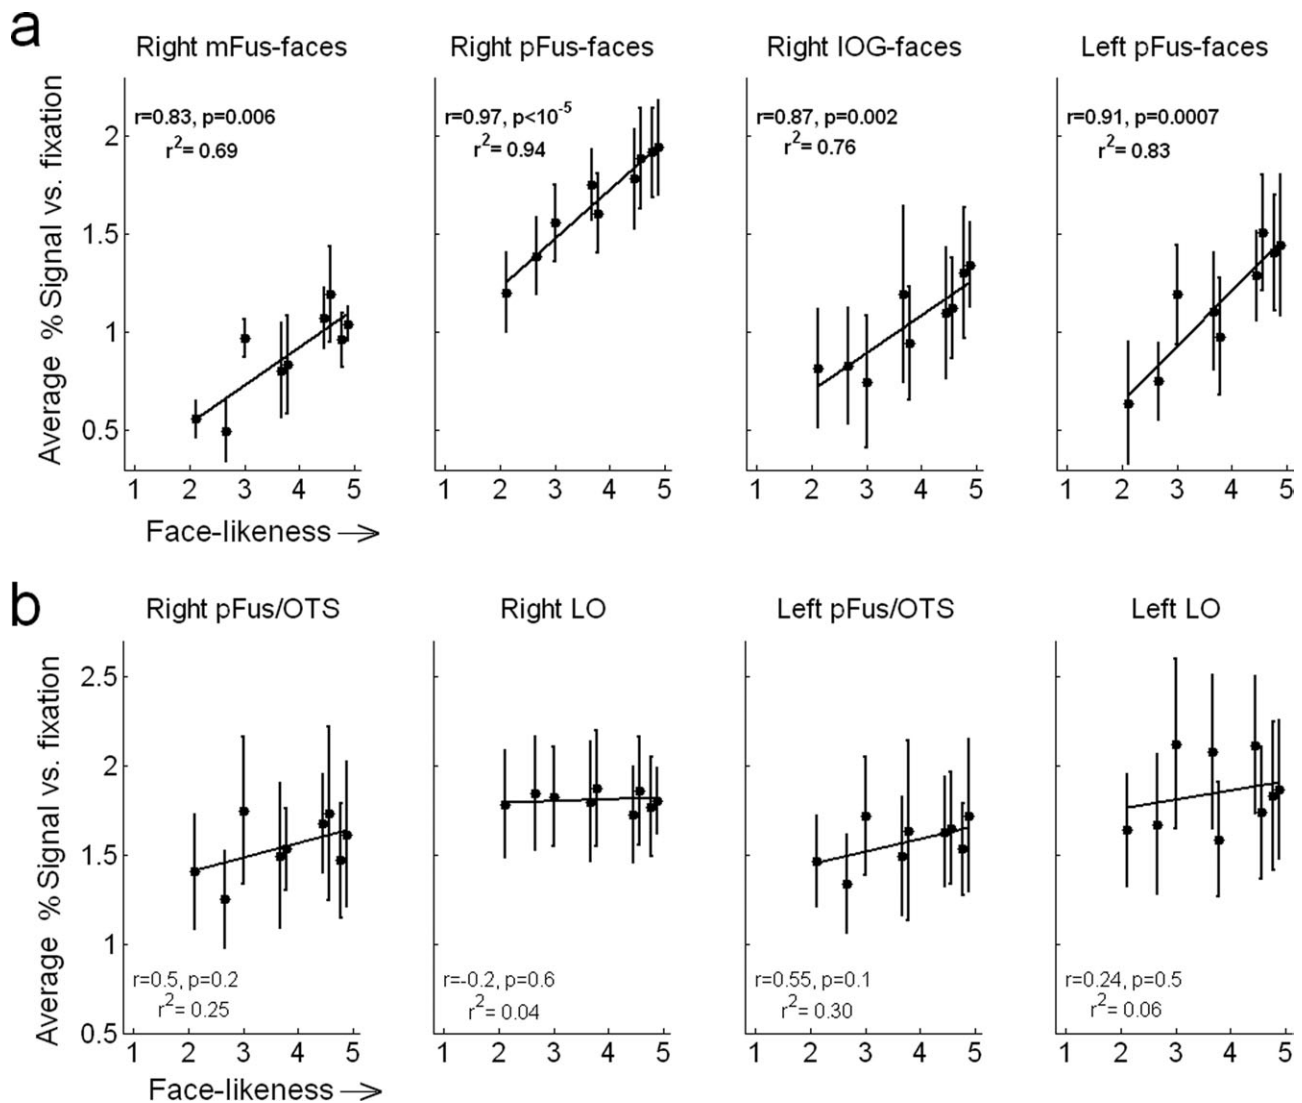 a
Right mFus-faces Right pFus-faces Right IOG-faces Left pFus-faces
Average % Signal vs. fixation
r=0.83, p=0.006 r=0.97, p<10-5 r=0.87, p=0.002 r=0.91, p=0.0007
r2= 0.69 r2= 0.94 r2= 0.76 r2= 0.83
2
1.5
1
0.5
1 2 3 4 5 1 2 3 4 5 1 2 3 4 5 1 2 3 4 5
Face-likeness
b
Right pFus/OTS Right LO Left pFus/OTS Left LO
Average % Signal vs. fixation
2.5
2
1.5
1
r=0.5, p=0.2 r=-0.2, p=0.6 r=0.55, p=0.1 r=0.24, p=0.5
r2= 0.25 r2= 0.04 r2= 0.30 r2= 0.06
0.5
1 2 3 4 5 1 2 3 4 5 1 2 3 4 5 1 2 3 4 5
Face-likeness